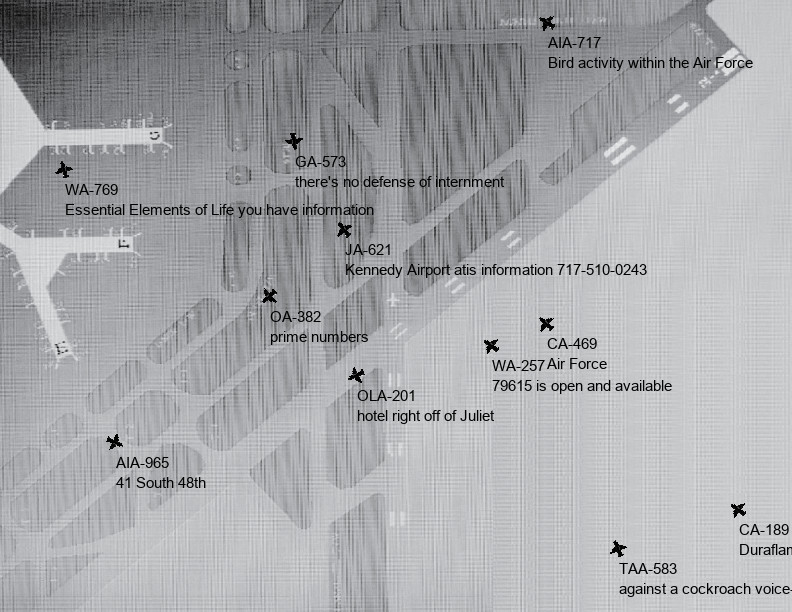 AIA-717
Bird activity within the Air Force
GA-573
there's no defense of internment
WA-769
Essential Elements of Life you have information
JA-621
Kennedy Airport atis information 717-510-0243
OA-382
prime numbers
CA-469
Air Force
WA-257
79615 is open and available
OLA-201
hotel right off of Juliet
AIA-965
41 South 48th
CA-189
Duraflan
TAA-583
against a cockroach voice-